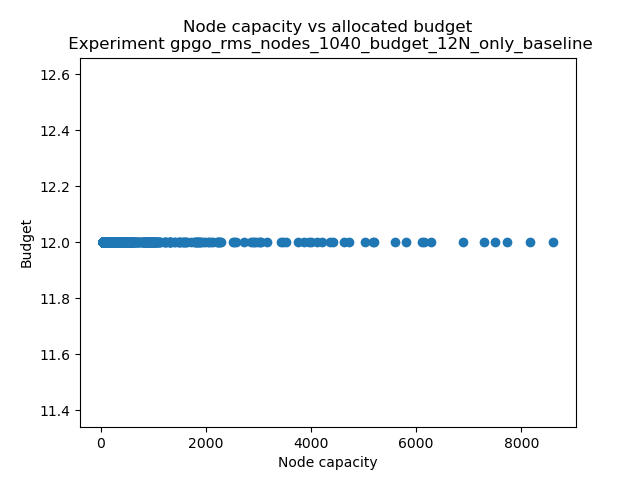 Node capacity vs allocated budget
Experiment gpgo_rms_nodes_1040_budget_12N_only_baseline
12.6
12.4
12.2
12.0
11.8
11.6
11.4
Budget
0 2000 4000 6000 8000
Node capacity